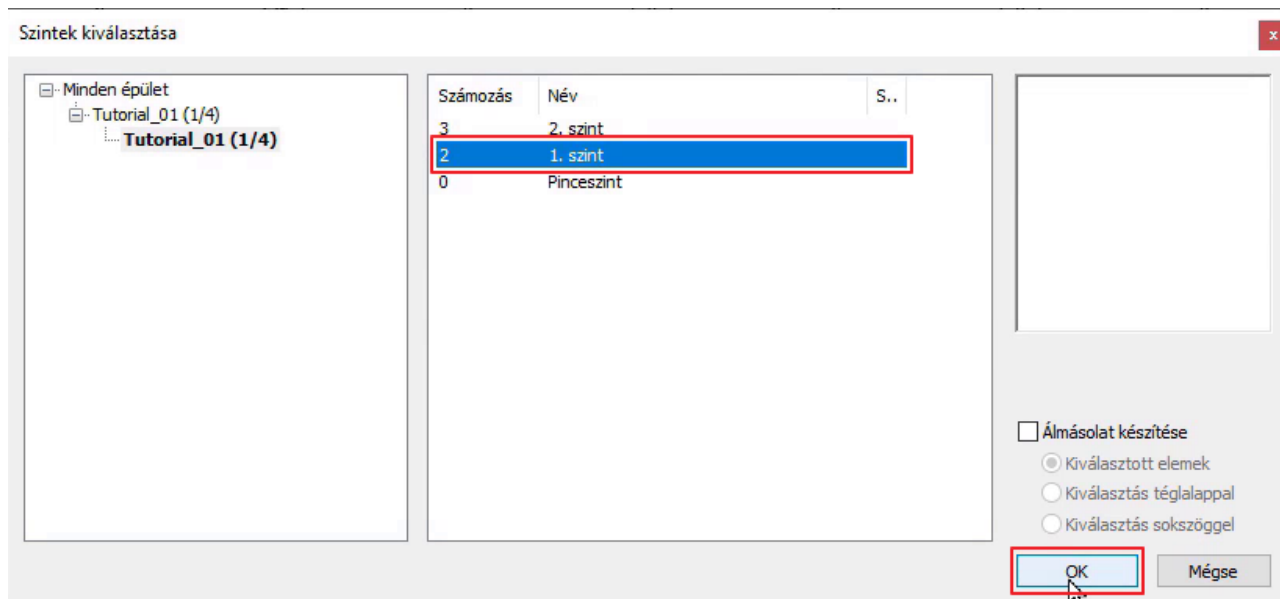 Szintek kiválasztása
x
Minden épület
Tutorial_01 (1/4)
Tutorial_01 (1/4)
Számozás Név S..
3 2. szint
2 1. szint
0 Pinceszint
Álmásolat készítése
Kiválasztott elemek
Kiválasztás téglalappal
Kiválasztás sokszöggel
OK Mégse